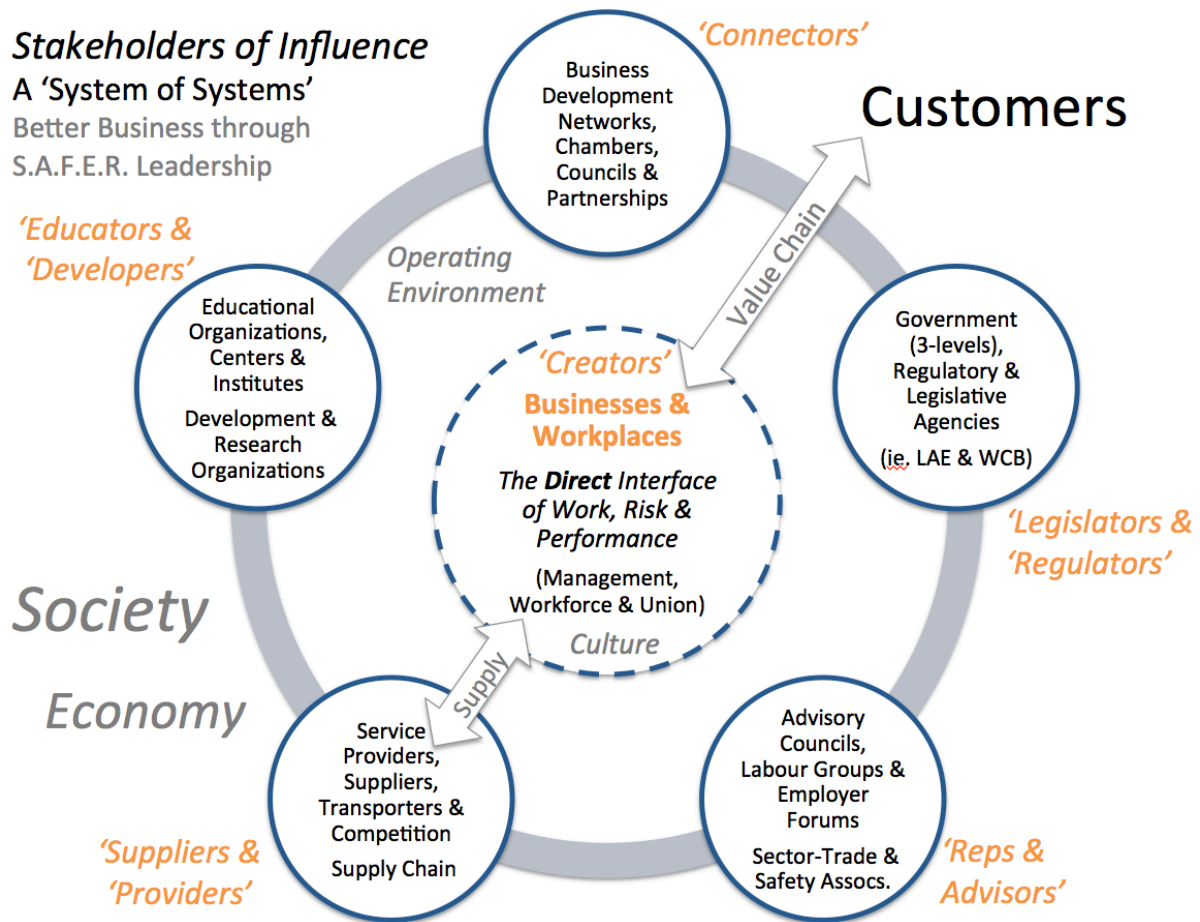 Stakeholders of Influence
A ‘System of Systems’
Better Business through
S.A.F.E.R. Leadership
‘Connectors’
Business
Development
Networks,
Chambers,
Councils &
Partnerships
Customers
Value Chain
‘Educators &
‘Developers’
Educational
Organizations,
Centers &
Institutes
Development &
Research
Organizations
Operating
Environment
Government
(3-levels),
Regulatory &
Legislative
Agencies
(ie. LAE & WCB)
‘Legislators &
‘Regulators’
‘Creators’
Businesses &
Workplaces
The Direct Interface
of Work, Risk &
Performance
(Management,
Workforce & Union)
Culture
Supply
Society
Economy
Service
Providers,
Suppliers,
Transporters &
Competition
Supply Chain
‘Suppliers &
‘Providers’
Advisory
Councils,
Labour Groups &
Employer
Forums
Sector-Trade &
Safety Assocs.
‘Reps &
Advisors’